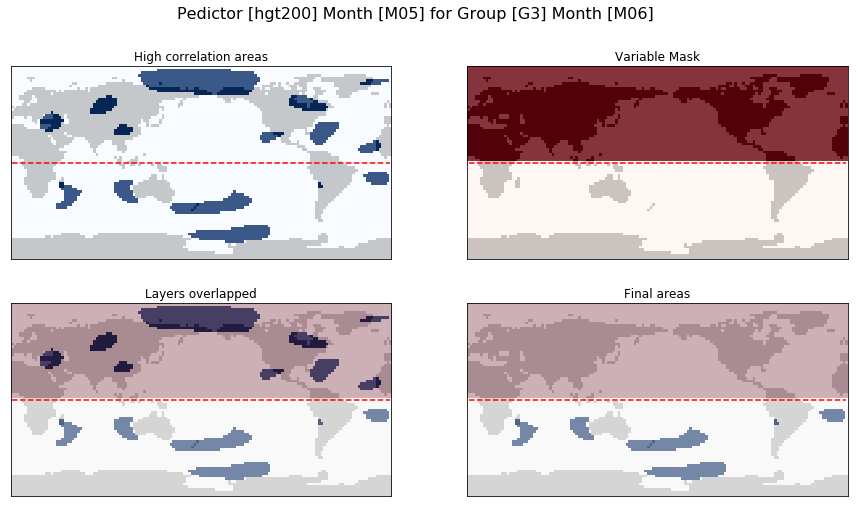 Pedictor [hgt200] Month [M05] for Group [G3] Month [M06]
High correlation areas
Variable Mask
Layers overlapped
Final areas